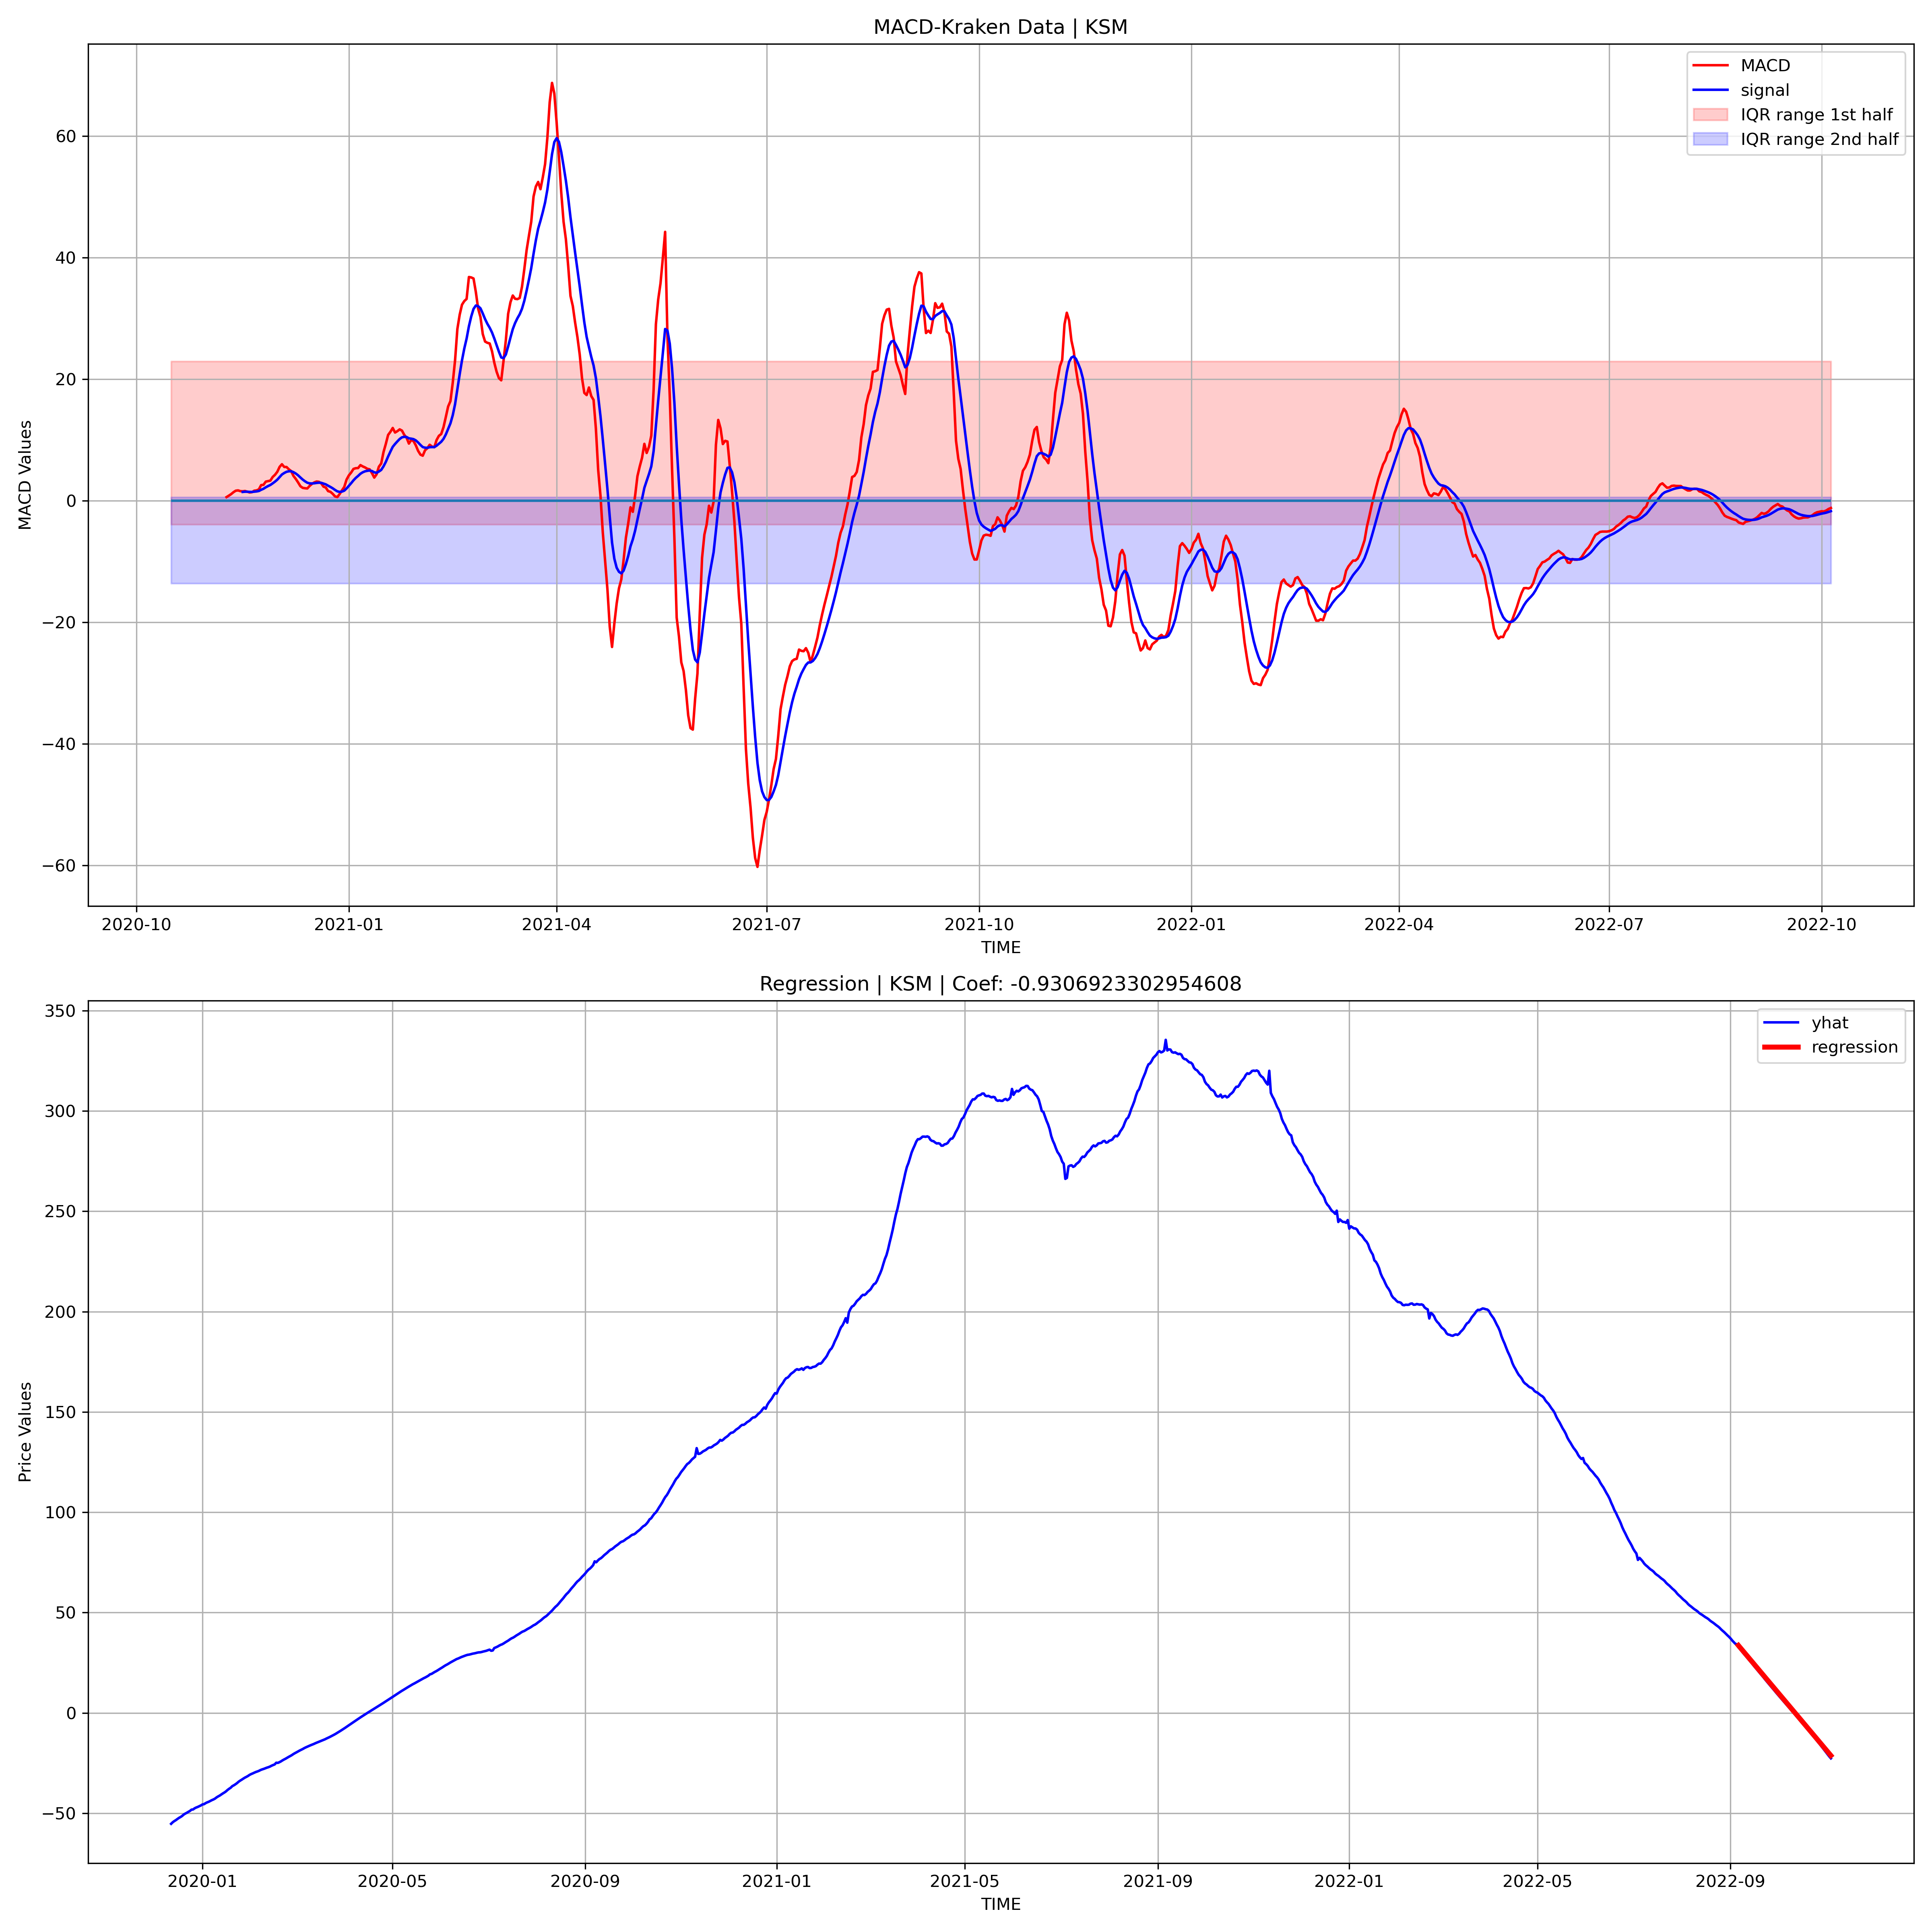 MACD-Kraken Data | KSM
MACD
signal
IQR range 1st half
IQR range 2nd half
MACD Values
60
40
20
0
−20
−40
−60
2020-10 2021-01 2021-04 2021-07 2021-10 2022-01 2022-04 2022-07 2022-10
TIME
Regression | KSM | Coef: -0.9306923302954608
yhat
regression
Price Values
350
300
250
200
150
100
50
0
−50
2020-01 2020-05 2020-09 2021-01 2021-05 2021-09 2022-01 2022-05 2022-09
TIME